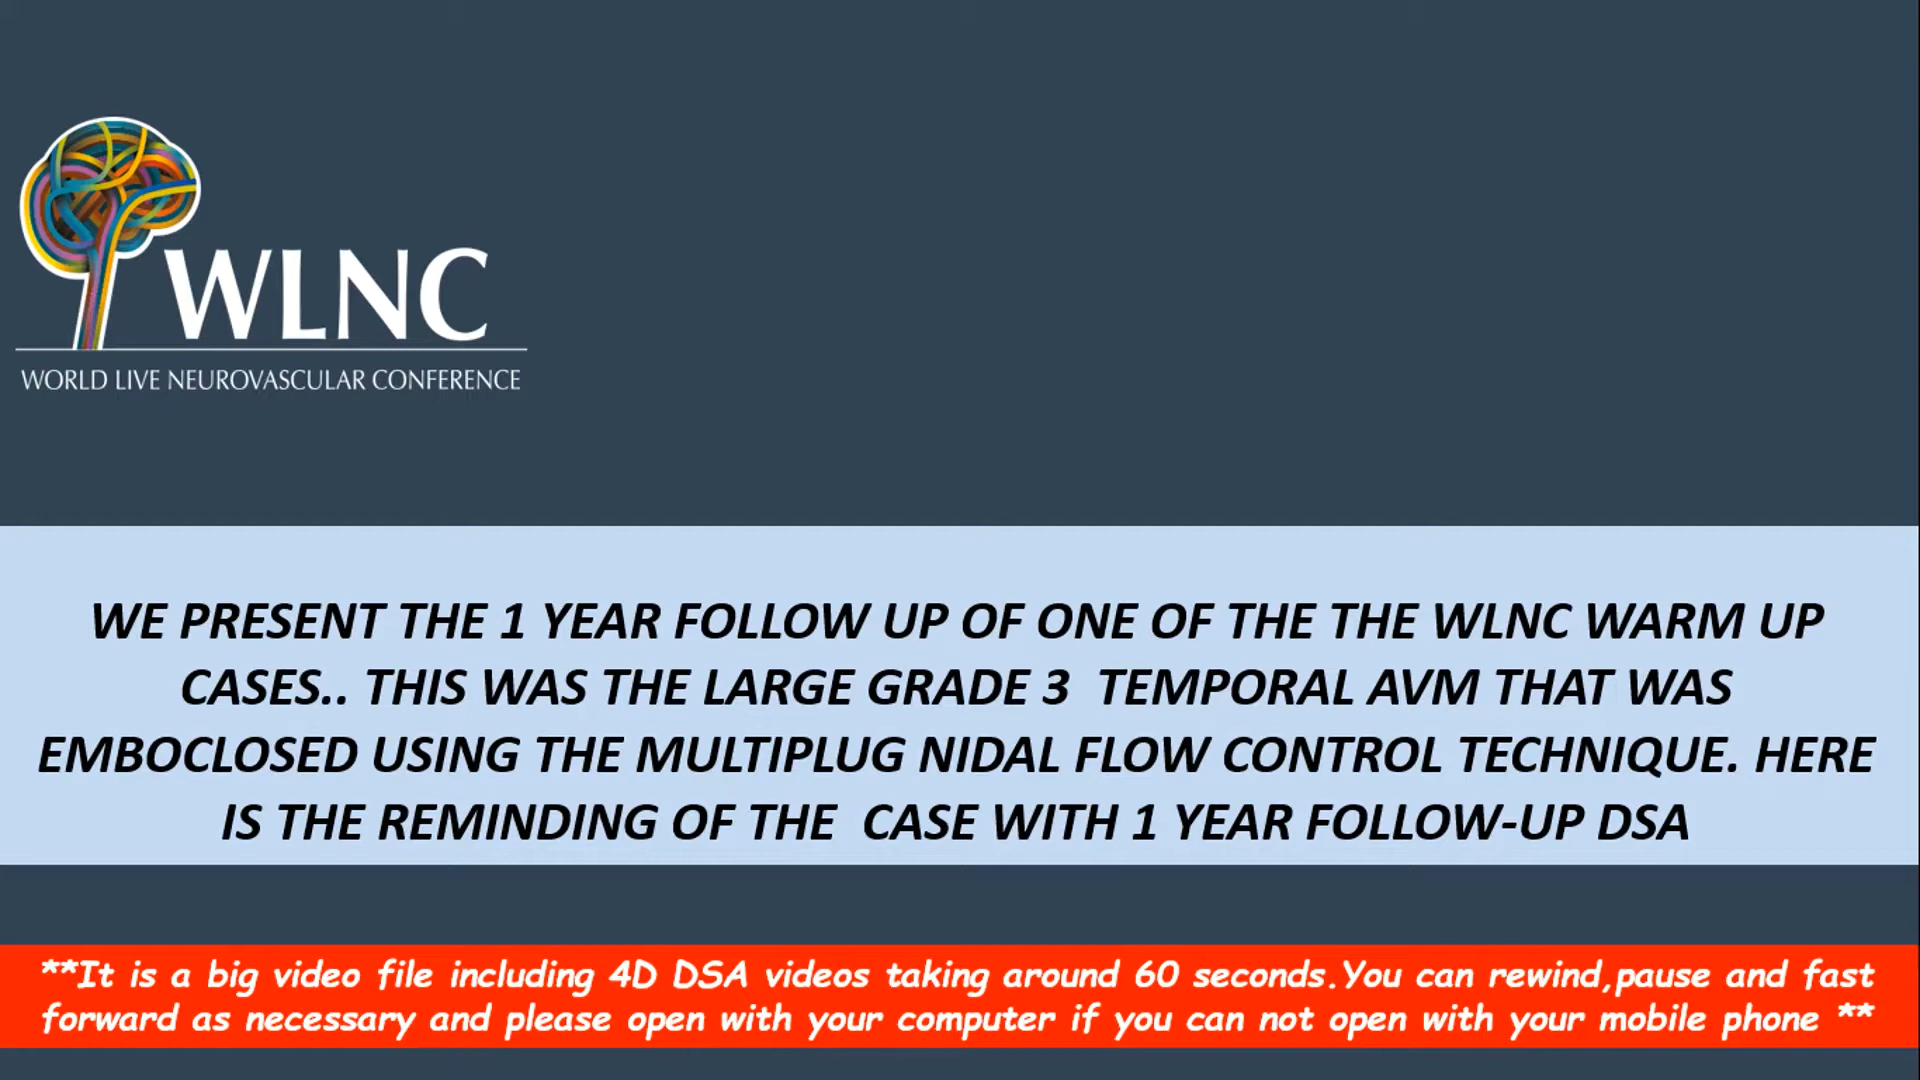 WLNC
WORLD LIVE NEUROVASCULAR CONFERENCE
WE PRESENT THE 1 YEAR FOLLOW UP OF ONE OF THE THE WLNC WARM UP
CASES.. THIS WAS THE LARGE GRADE 3 TEMPORAL AVM THAT WAS
EMBOCLOSED USING THE MULTIPLUG NIDAL FLOW CONTROL TECHNIQUE. HERE
IS THE REMINDING OF THE CASE WITH 1 YEAR FOLLOW-UP DSA
**It is a big video file including 4D DSA videos taking around 60 seconds.You can rewind,pause and fast
forward as necessary and please open with your computer if you can not open with your mobile phone **